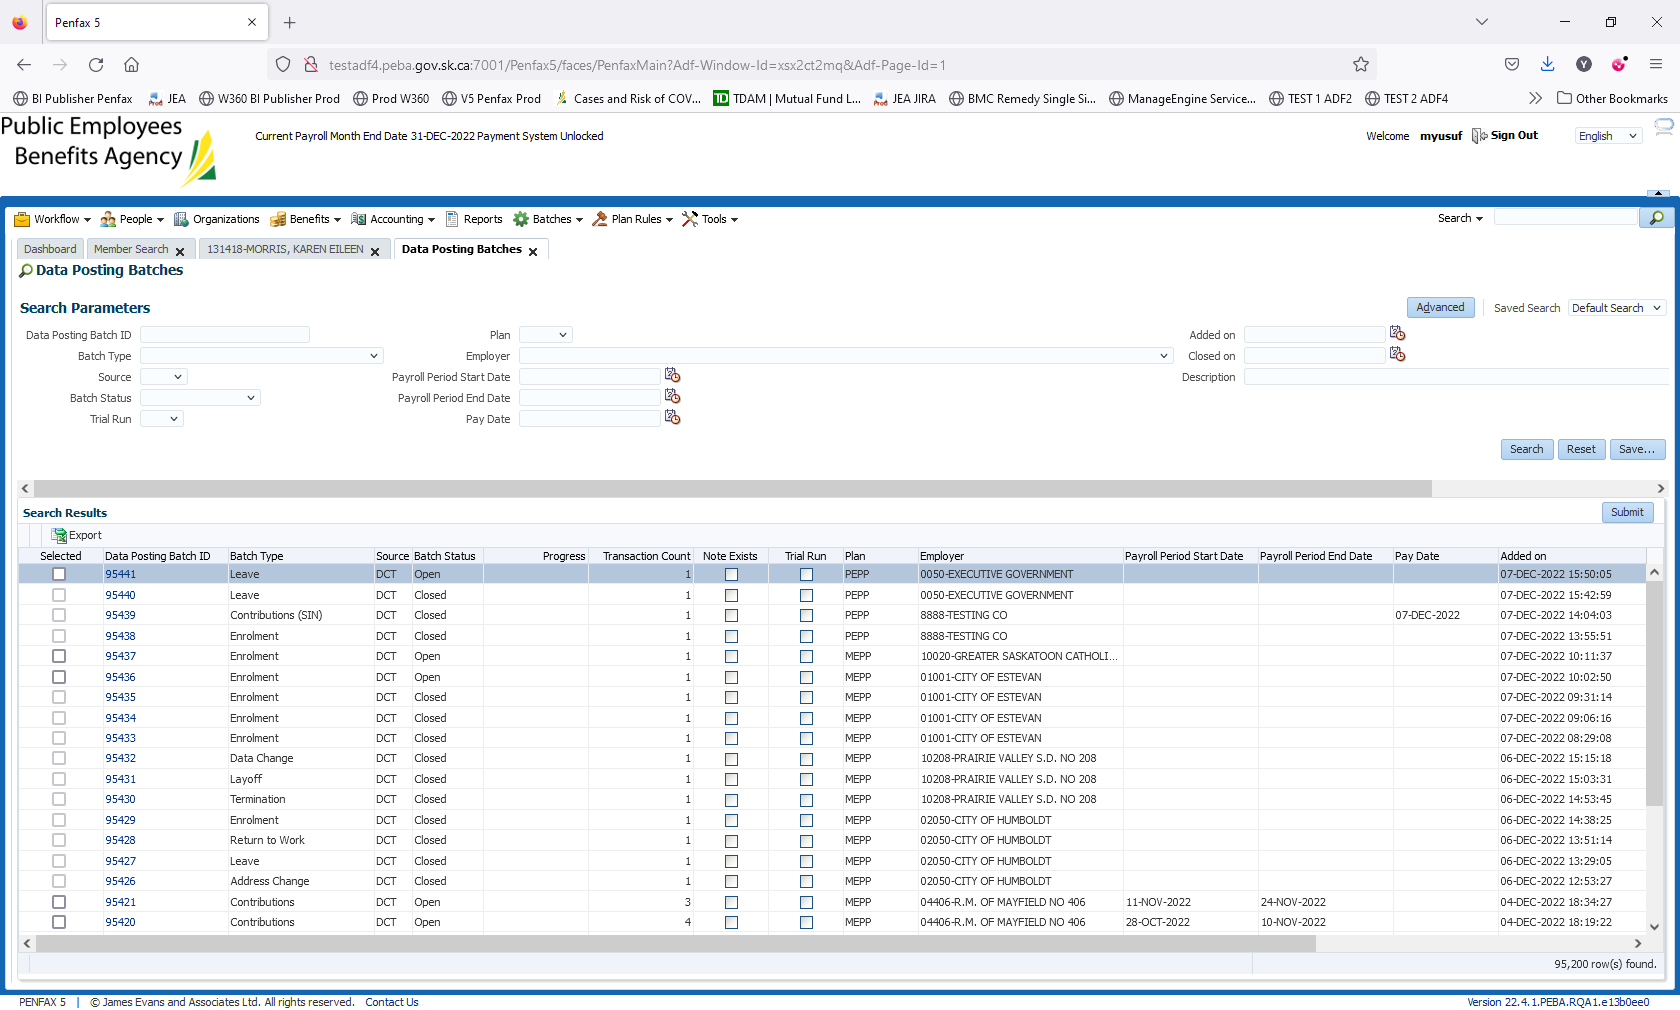 Penfax 5
testadf4.peba.gov.sk.ca:7001/Penfax5/faces/PenfaxMain?Adf-Window-Id=xsx2ct2mq&Adf-Page-Id=1
BI Publisher Penfax JEA W360 BI Publisher Prod Prod W360 V5 Penfax Prod Cases and Risk of COV... TD TDAM | Mutual Fund L... JEA JIRA BMC Remedy Single Si... ManageEngine Service... TEST 1 ADF2 TEST 2 ADF4 Other Bookmarks
Public Employees
Benefits Agency
Current Payroll Month End Date 31-DEC-2022 Payment System Unlocked
Welcome myusuf Sign Out English
Workflow People Organizations Benefits Accounting Reports Batches Plan Rules Tools Search
Dashboard Member Search 131418-MORRIS, KAREN EILEEN Data Posting Batches
Data Posting Batches
Search Parameters Advanced Saved Search Default Search
Data Posting Batch ID Plan Added on
Batch Type Employer Closed on
Source Payroll Period Start Date Description
Batch Status Payroll Period End Date
Trial Run Pay Date
Search Reset Save...
Search Results Submit
Export
Selected Data Posting Batch ID Batch Type Source Batch Status Progress Transaction Count Note Exists Trial Run Plan Employer Payroll Period Start Date Payroll Period End Date Pay Date Added on
95441 Leave DCT Open 1 PEPP 0050-EXECUTIVE GOVERNMENT 07-DEC-2022 15:50:05
95440 Leave DCT Closed 1 PEPP 0050-EXECUTIVE GOVERNMENT 07-DEC-2022 15:42:59
95439 Contributions (SIN) DCT Closed 1 PEPP 8888-TESTING CO 07-DEC-2022 07-DEC-2022 14:04:03
95438 Enrolment DCT Closed 1 PEPP 8888-TESTING CO 07-DEC-2022 13:55:51
95437 Enrolment DCT Open 1 MEPP 10020-GREATER SASKATOON CATHOLI... 07-DEC-2022 10:11:37
95436 Enrolment DCT Open 1 MEPP 01001-CITY OF ESTEVAN 07-DEC-2022 10:02:50
95435 Enrolment DCT Closed 1 MEPP 01001-CITY OF ESTEVAN 07-DEC-2022 09:31:14
95434 Enrolment DCT Closed 1 MEPP 01001-CITY OF ESTEVAN 07-DEC-2022 09:06:16
95433 Enrolment DCT Closed 1 MEPP 01001-CITY OF ESTEVAN 07-DEC-2022 08:29:08
95432 Data Change DCT Closed 1 MEPP 10208-PRAIRIE VALLEY S.D. NO 208 06-DEC-2022 15:15:18
95431 Layoff DCT Closed 1 MEPP 10208-PRAIRIE VALLEY S.D. NO 208 06-DEC-2022 15:03:31
95430 Termination DCT Closed 1 MEPP 10208-PRAIRIE VALLEY S.D. NO 208 06-DEC-2022 14:53:45
95429 Enrolment DCT Closed 1 MEPP 02050-CITY OF HUMBOLDT 06-DEC-2022 14:38:25
95428 Return to Work DCT Closed 1 MEPP 02050-CITY OF HUMBOLDT 06-DEC-2022 13:51:14
95427 Leave DCT Closed 1 MEPP 02050-CITY OF HUMBOLDT 06-DEC-2022 13:29:05
95426 Address Change DCT Closed 1 MEPP 02050-CITY OF HUMBOLDT 06-DEC-2022 12:53:27
95421 Contributions DCT Open 3 MEPP 04406-R.M. OF MAYFIELD NO 406 11-NOV-2022 24-NOV-2022 04-DEC-2022 18:34:27
95420 Contributions DCT Open 4 MEPP 04406-R.M. OF MAYFIELD NO 406 28-OCT-2022 10-NOV-2022 04-DEC-2022 18:19:22
95,200 row(s) found.
PENFAX 5 | © James Evans and Associates Ltd. All rights reserved. Contact Us Version 22.4.1.PEBA.RQA1.e13b0ee0